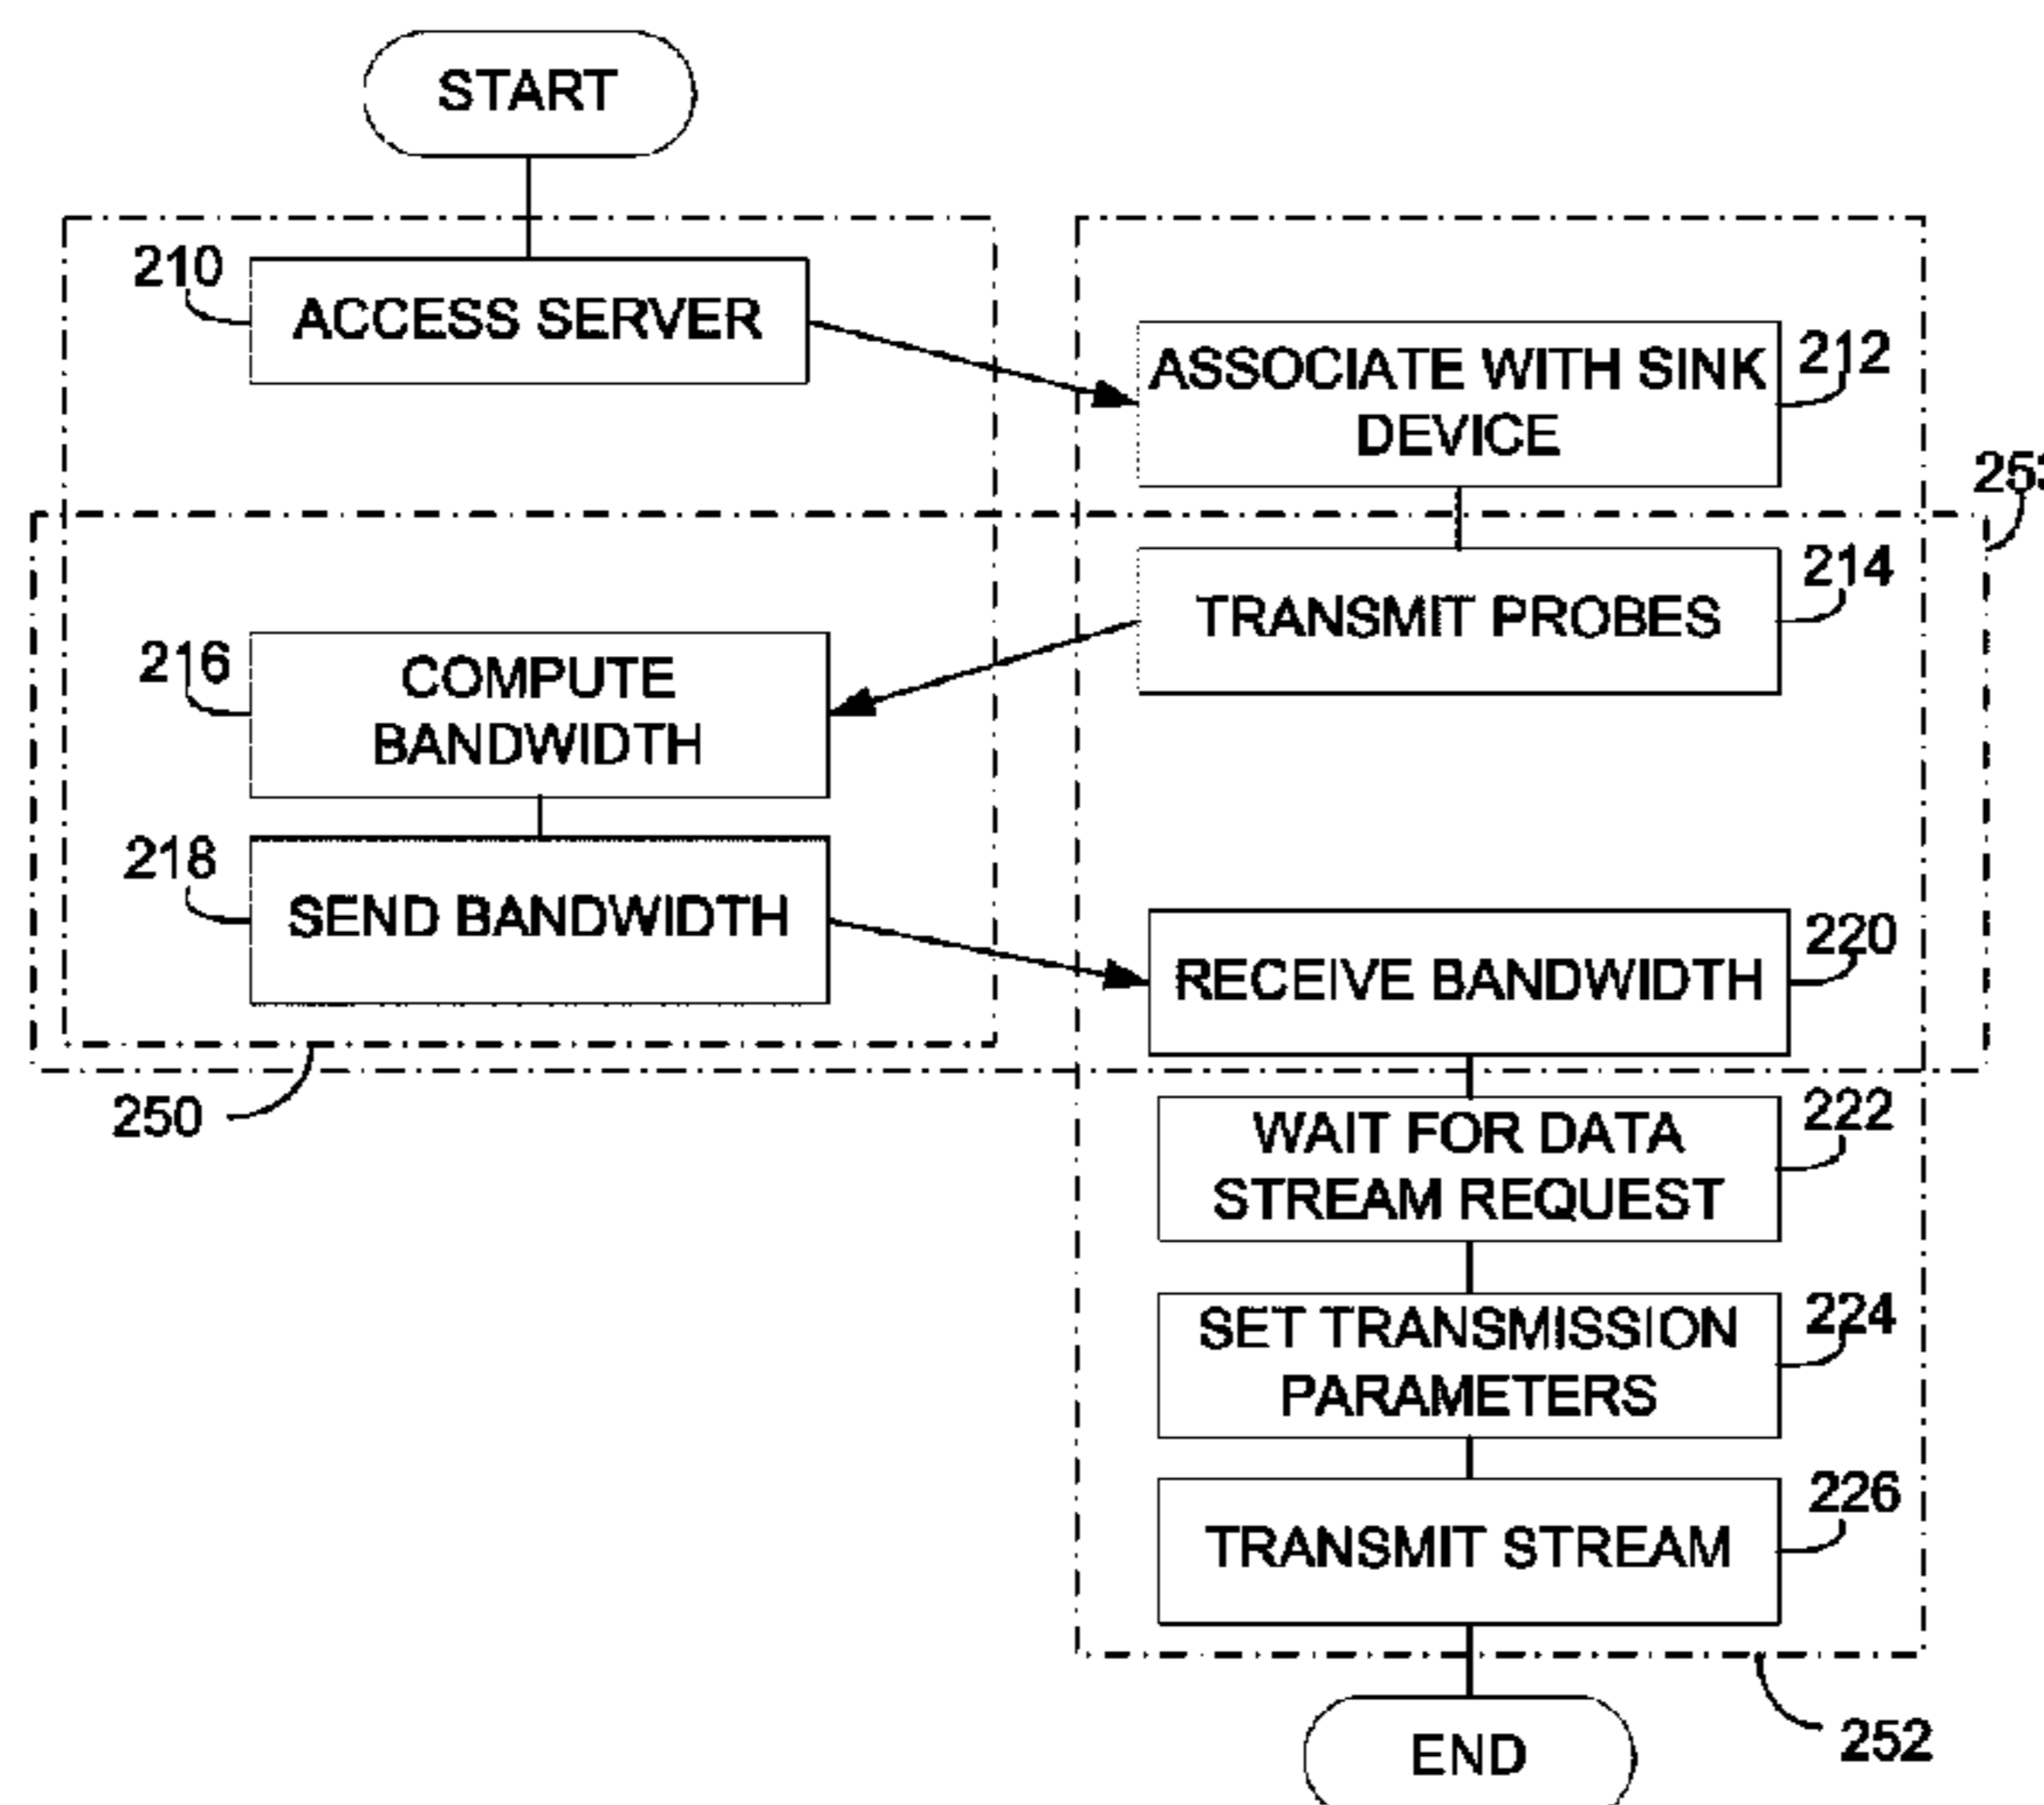 START
210
ACCESS SERVER
ASSOCIATE WITH SINK
DEVICE
212
214
TRANSMIT PROBES
216
COMPUTE
BANDWIDTH
218
SEND BANDWIDTH
220
RECEIVE BANDWIDTH
250
222
WAIT FOR DATA
STREAM REQUEST
224
SET TRANSMISSION
PARAMETERS
226
TRANSMIT STREAM
252
END